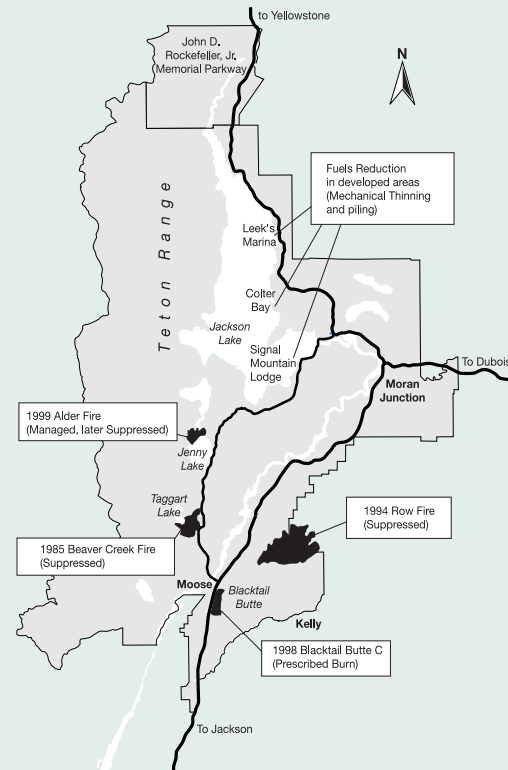 to Yellowstone
John D.
Rockefeller, Jr.
Memorial Parkway
N
Fuels Reduction
in developed areas
(Mechanical Thinning
and piling)
Teton Range
Leek's
Marina
Colter
Bay
Jackson
Lake
Signal
Mountain
Lodge
To Dubois
Moran
Junction
1999 Alder Fire
(Managed, later Suppressed)
Jenny
Lake
Taggart
Lake
1994 Row Fire
(Suppressed)
1985 Beaver Creek Fire
(Suppressed)
Moose
Blacktail
Butte
Kelly
1998 Blacktail Butte C
(Prescribed Burn)
To Jackson